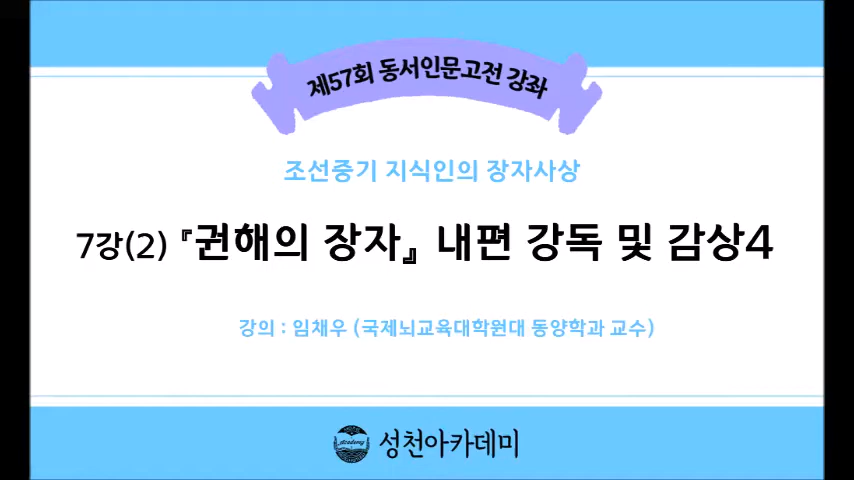 제57회 동서인문고전 강좌
조선중기 지식인의 장자사상
7강(2) 『권해의 장자』 내편 강독 및 감상4
강의 : 임채우 (국제뇌교육대학원대 동양학과 교수)
Academy
성천아카데미